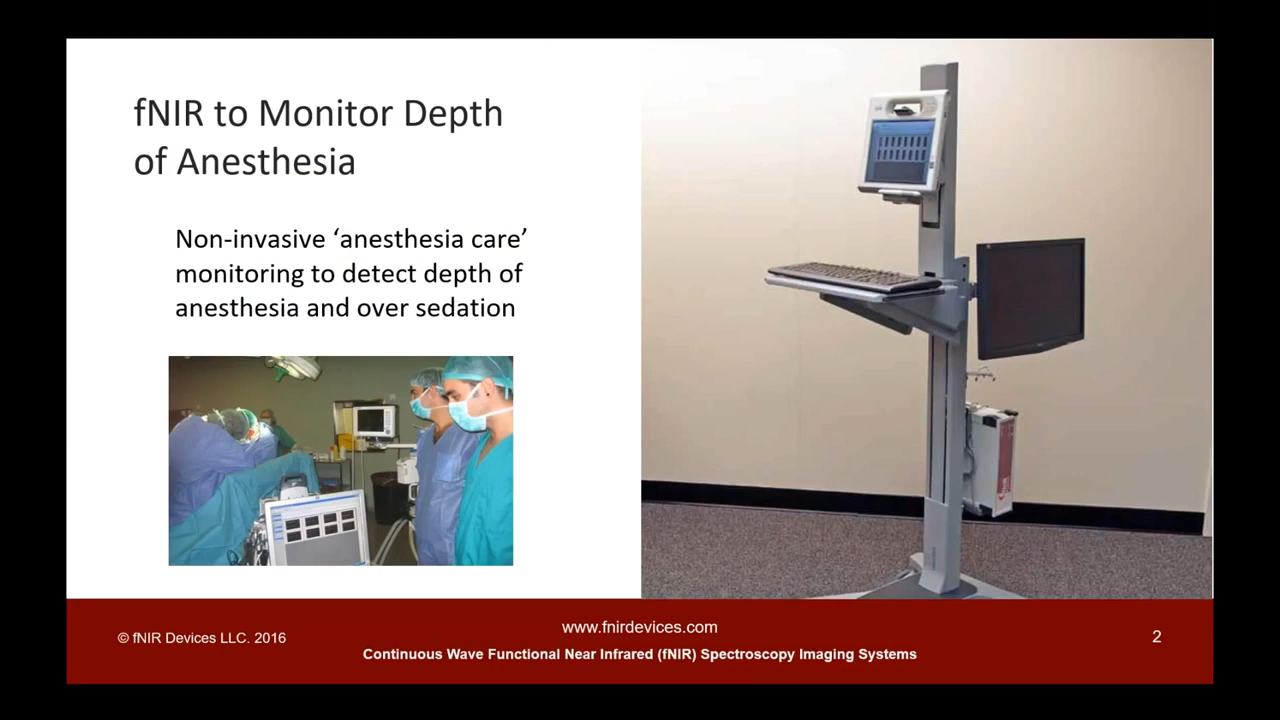 fNIR to Monitor Depth
of Anesthesia
Non-invasive ‘anesthesia care’
monitoring to detect depth of
anesthesia and over sedation
© fNIR Devices LLC. 2016
www.fnirdevices.com
Continuous Wave Functional Near Infrared (fNIR) Spectroscopy Imaging Systems
2